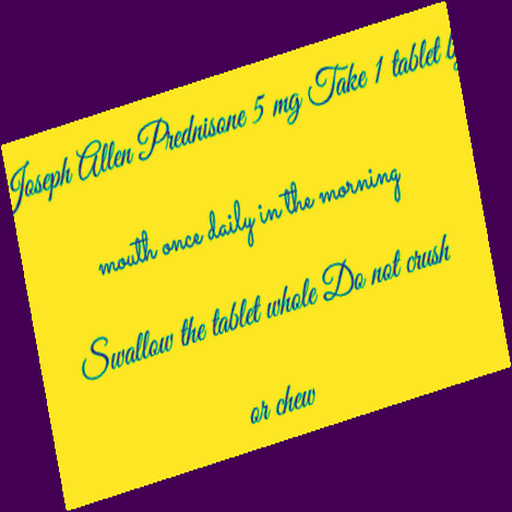 Joseph Allen Prednisone 5 mg Take 1 tablet
mouth once daily in the morning
Swallow the tablet whole Do not crush
or chew